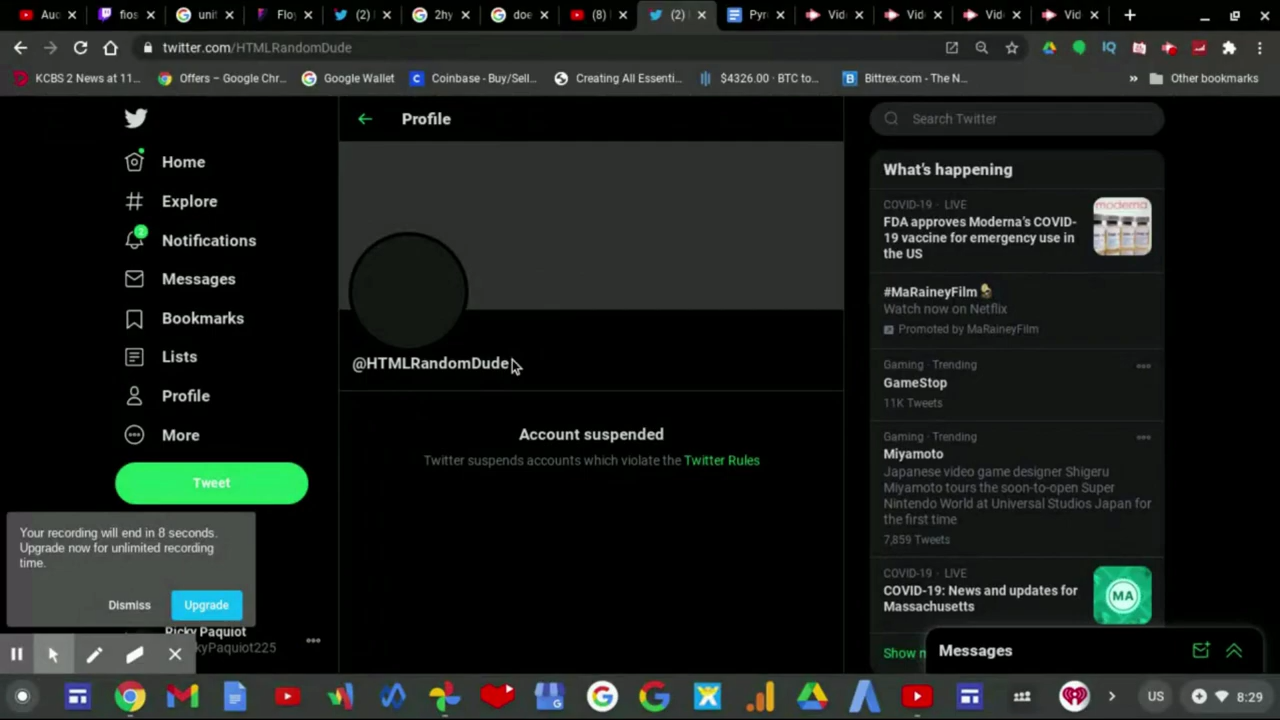 Auc
fios
unit
Floy
(2)
2hy
doe
(8)
(2)
Pyr
Vid
Vid
Vid
Vid
twitter.com/HTMLRandomDude
KCBS 2 News at 11...
Offers – Google Chr...
Google Wallet
Coinbase - Buy/Sell...
Creating All Essenti...
$4326.00 · BTC to...
Bittrex.com - The N...
Other bookmarks
Home
Explore
2
Notifications
Messages
Bookmarks
Lists
Profile
More
Tweet
Your recording will end in 8 seconds.
Upgrade now for unlimited recording
time.
Dismiss
Upgrade
Ricky Paquiot
kyPaquiot225
Profile
@HTMLRandomDude
Account suspended
Twitter suspends accounts which violate the Twitter Rules
Search Twitter
What's happening
COVID-19 · LIVE
FDA approves Moderna's COVID-
19 vaccine for emergency use in
the US
moderna
#MaRaineyFilm
Watch now on Netflix
Promoted by MaRaineyFilm
Gaming · Trending
GameStop
11K Tweets
Gaming · Trending
Miyamoto
Japanese video game designer Shigeru
Miyamoto tours the soon-to-open Super
Nintendo World at Universal Studios Japan for
the first time
7,859 Tweets
COVID-19 · LIVE
COVID-19: News and updates for
Massachusetts
MA
Show
Messages
US
8:29